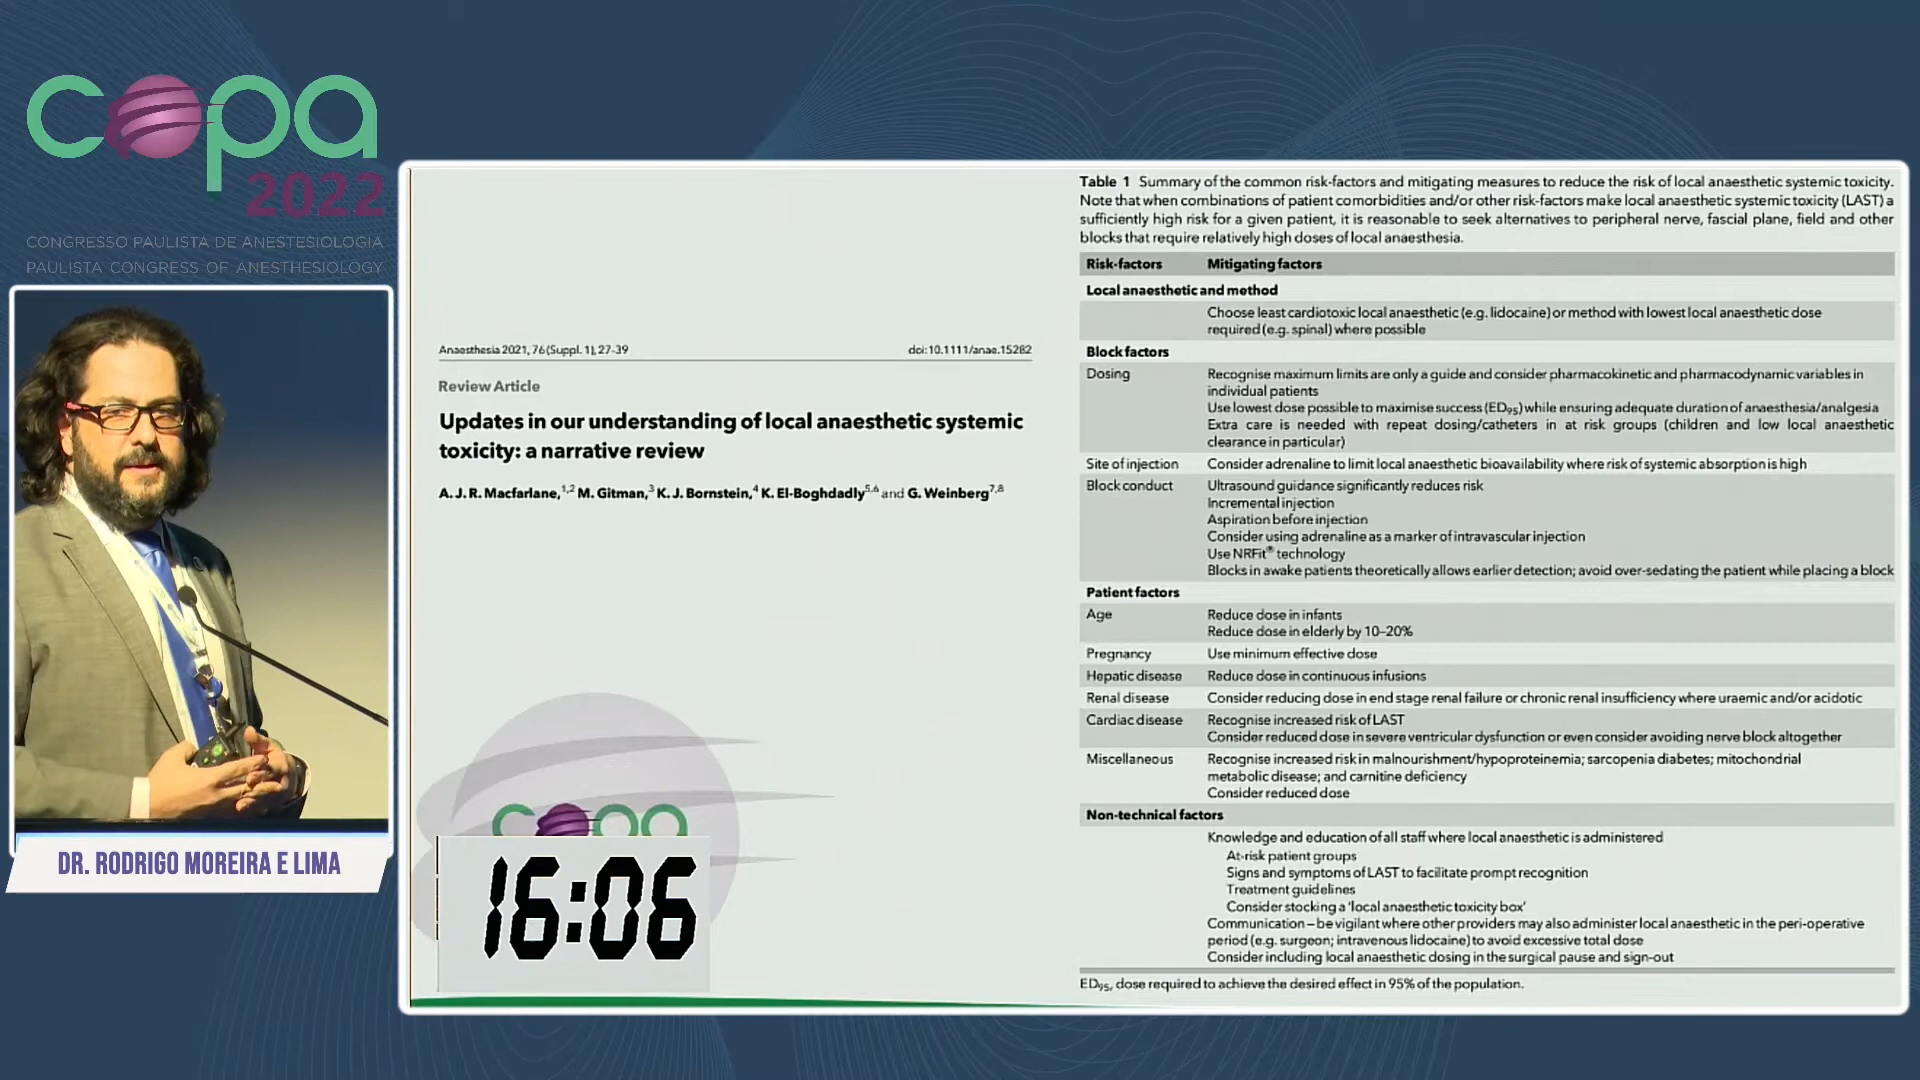 copa
2022
CONGRESSO PAULISTA DE ANESTESIOLOGIA
PAULISTA CONGRESS OF ANESTHESIOLOGY
DR. RODRIGO MOREIRA E LIMA
Anaesthesia 2021, 76 (Suppl. 1), 27-39 doi:10.1111/anae.15282
Review Article
Updates in our understanding of local anaesthetic systemic
toxicity: a narrative review
A. J. R. Macfarlane,1,2 M. Gitman,3 K. J. Bornstein,4 K. El-Boghdadly5,6 and G. Weinberg7,8
copa
16:06
Table 1 Summary of the common risk-factors and mitigating measures to reduce the risk of local anaesthetic systemic toxicity.
Note that when combinations of patient comorbidities and/or other risk-factors make local anaesthetic systemic toxicity (LAST) a
sufficiently high risk for a given patient, it is reasonable to seek alternatives to peripheral nerve, fascial plane, field and other
blocks that require relatively high doses of local anaesthesia.
Risk-factors Mitigating factors
Local anaesthetic and method
Choose least cardiotoxic local anaesthetic (e.g. lidocaine) or method with lowest local anaesthetic dose
required (e.g. spinal) where possible
Block factors
Dosing Recognise maximum limits are only a guide and consider pharmacokinetic and pharmacodynamic variables in
individual patients
Use lowest dose possible to maximise success (ED95) while ensuring adequate duration of anaesthesia/analgesia
Extra care is needed with repeat dosing/catheters in at risk groups (children and low local anaesthetic
clearance in particular)
Site of injection Consider adrenaline to limit local anaesthetic bioavailability where risk of systemic absorption is high
Block conduct Ultrasound guidance significantly reduces risk
Incremental injection
Aspiration before injection
Consider using adrenaline as a marker of intravascular injection
Use NRFit® technology
Blocks in awake patients theoretically allows earlier detection; avoid over-sedating the patient while placing a block
Patient factors
Age Reduce dose in infants
Reduce dose in elderly by 10–20%
Pregnancy Use minimum effective dose
Hepatic disease Reduce dose in continuous infusions
Renal disease Consider reducing dose in end stage renal failure or chronic renal insufficiency where uraemic and/or acidotic
Cardiac disease Recognise increased risk of LAST
Consider reduced dose in severe ventricular dysfunction or even consider avoiding nerve block altogether
Miscellaneous Recognise increased risk in malnourishment/hypoproteinemia; sarcopenia diabetes; mitochondrial
metabolic disease; and carnitine deficiency
Consider reduced dose
Non-technical factors
Knowledge and education of all staff where local anaesthetic is administered
At-risk patient groups
Signs and symptoms of LAST to facilitate prompt recognition
Treatment guidelines
Consider stocking a 'local anaesthetic toxicity box'
Communication – be vigilant where other providers may also administer local anaesthetic in the peri-operative
period (e.g. surgeon; intravenous lidocaine) to avoid excessive total dose
Consider including local anaesthetic dosing in the surgical pause and sign-out
ED95, dose required to achieve the desired effect in 95% of the population.